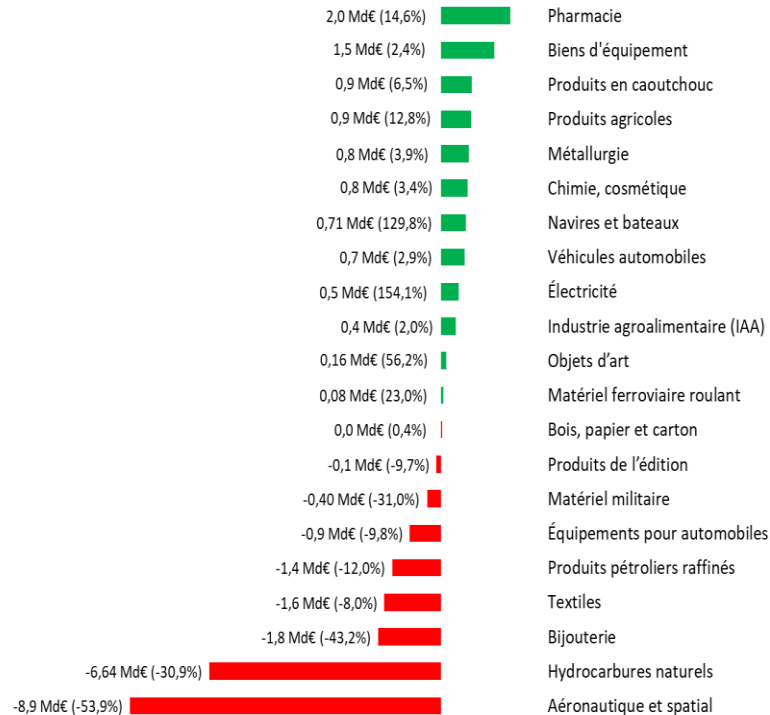 2,0 Md€ (14,6%) Pharmacie
1,5 Md€ (2,4%) Biens d'équipement
0,9 Md€ (6,5%) Produits en caoutchouc
0,9 Md€ (12,8%) Produits agricoles
0,8 Md€ (3,9%) Métallurgie
0,8 Md€ (3,4%) Chimie, cosmétique
0,71 Md€ (129,8%) Navires et bateaux
0,7 Md€ (2,9%) Véhicules automobiles
0,5 Md€ (154,1%) Électricité
0,4 Md€ (2,0%) Industrie agroalimentaire (IAA)
0,16 Md€ (56,2%) Objets d’art
0,08 Md€ (23,0%) Matériel ferroviaire roulant
0,0 Md€ (0,4%) Bois, papier et carton
-0,1 Md€ (-9,7%) Produits de l’édition
-0,40 Md€ (-31,0%) Matériel militaire
-0,9 Md€ (-9,8%) Équipements pour automobiles
-1,4 Md€ (-12,0%) Produits pétroliers raffinés
-1,6 Md€ (-8,0%) Textiles
-1,8 Md€ (-43,2%) Bijouterie
-6,64 Md€ (-30,9%) Hydrocarbures naturels
-8,9 Md€ (-53,9%) Aéronautique et spatial